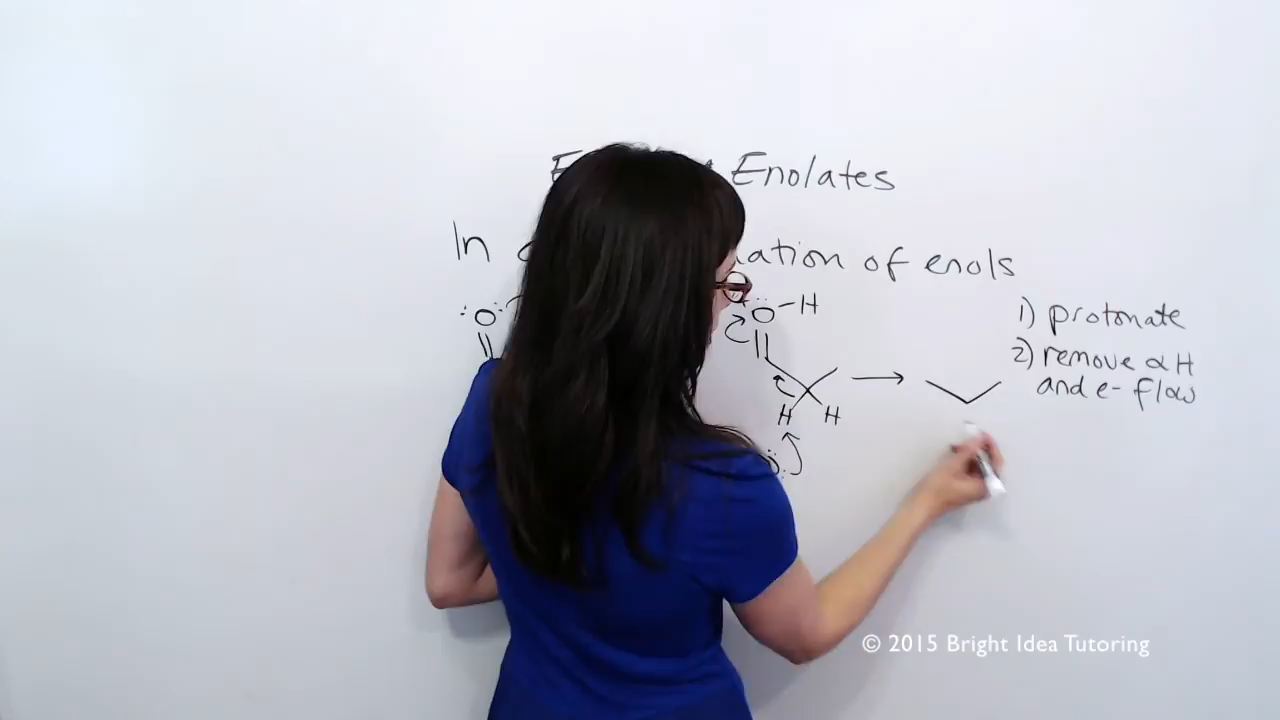 Enolates
In
ation of enols
O
O-H
H H
1) protonate
2) remove α H
and e- flow
© 2015 Bright Idea Tutoring